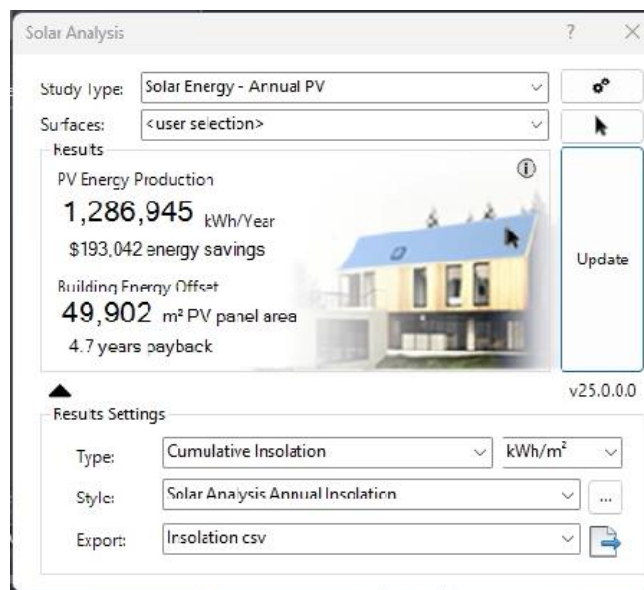 Solar Analysis ? ×
Study Type: Solar Energy - Annual PV
Surfaces: <user selection>
Results
PV Energy Production
1,286,945 kWh/Year
$193,042 energy savings
Building Energy Offset
49,902 m² PV panel area
4.7 years payback
Update
v25.0.0.0
Results Settings
Type: Cumulative Insolation kWh/m²
Style: Solar Analysis Annual Insolation ...
Export: Insolation csv